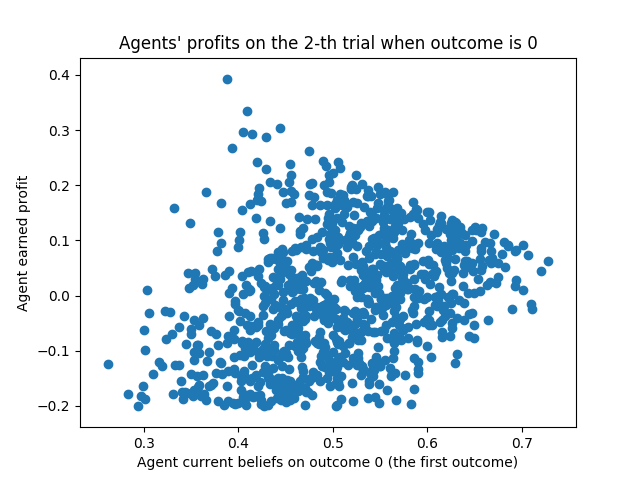 Agents' profits on the 2-th trial when outcome is 0
Agent earned profit
0.4
0.3
0.2
0.1
0.0
−0.1
−0.2
0.3 0.4 0.5 0.6 0.7
Agent current beliefs on outcome 0 (the first outcome)